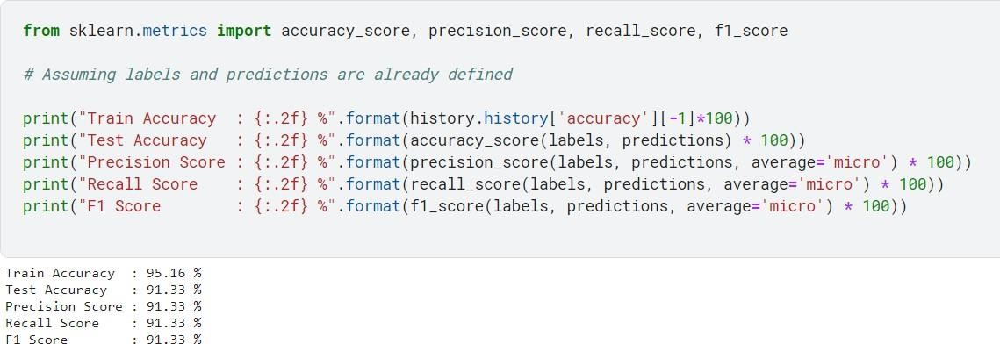 from sklearn.metrics import accuracy_score, precision_score, recall_score, f1_score
# Assuming labels and predictions are already defined
print("Train Accuracy  : {:.2f} %".format(history.history['accuracy'][-1]*100))
print("Test Accuracy   : {:.2f} %".format(accuracy_score(labels, predictions) * 100))
print("Precision Score : {:.2f} %".format(precision_score(labels, predictions, average='micro') * 100))
print("Recall Score    : {:.2f} %".format(recall_score(labels, predictions, average='micro') * 100))
print("F1 Score        : {:.2f} %".format(f1_score(labels, predictions, average='micro') * 100))
Train Accuracy  : 95.16 %
Test Accuracy   : 91.33 %
Precision Score : 91.33 %
Recall Score    : 91.33 %
F1 Score        : 91.33 %